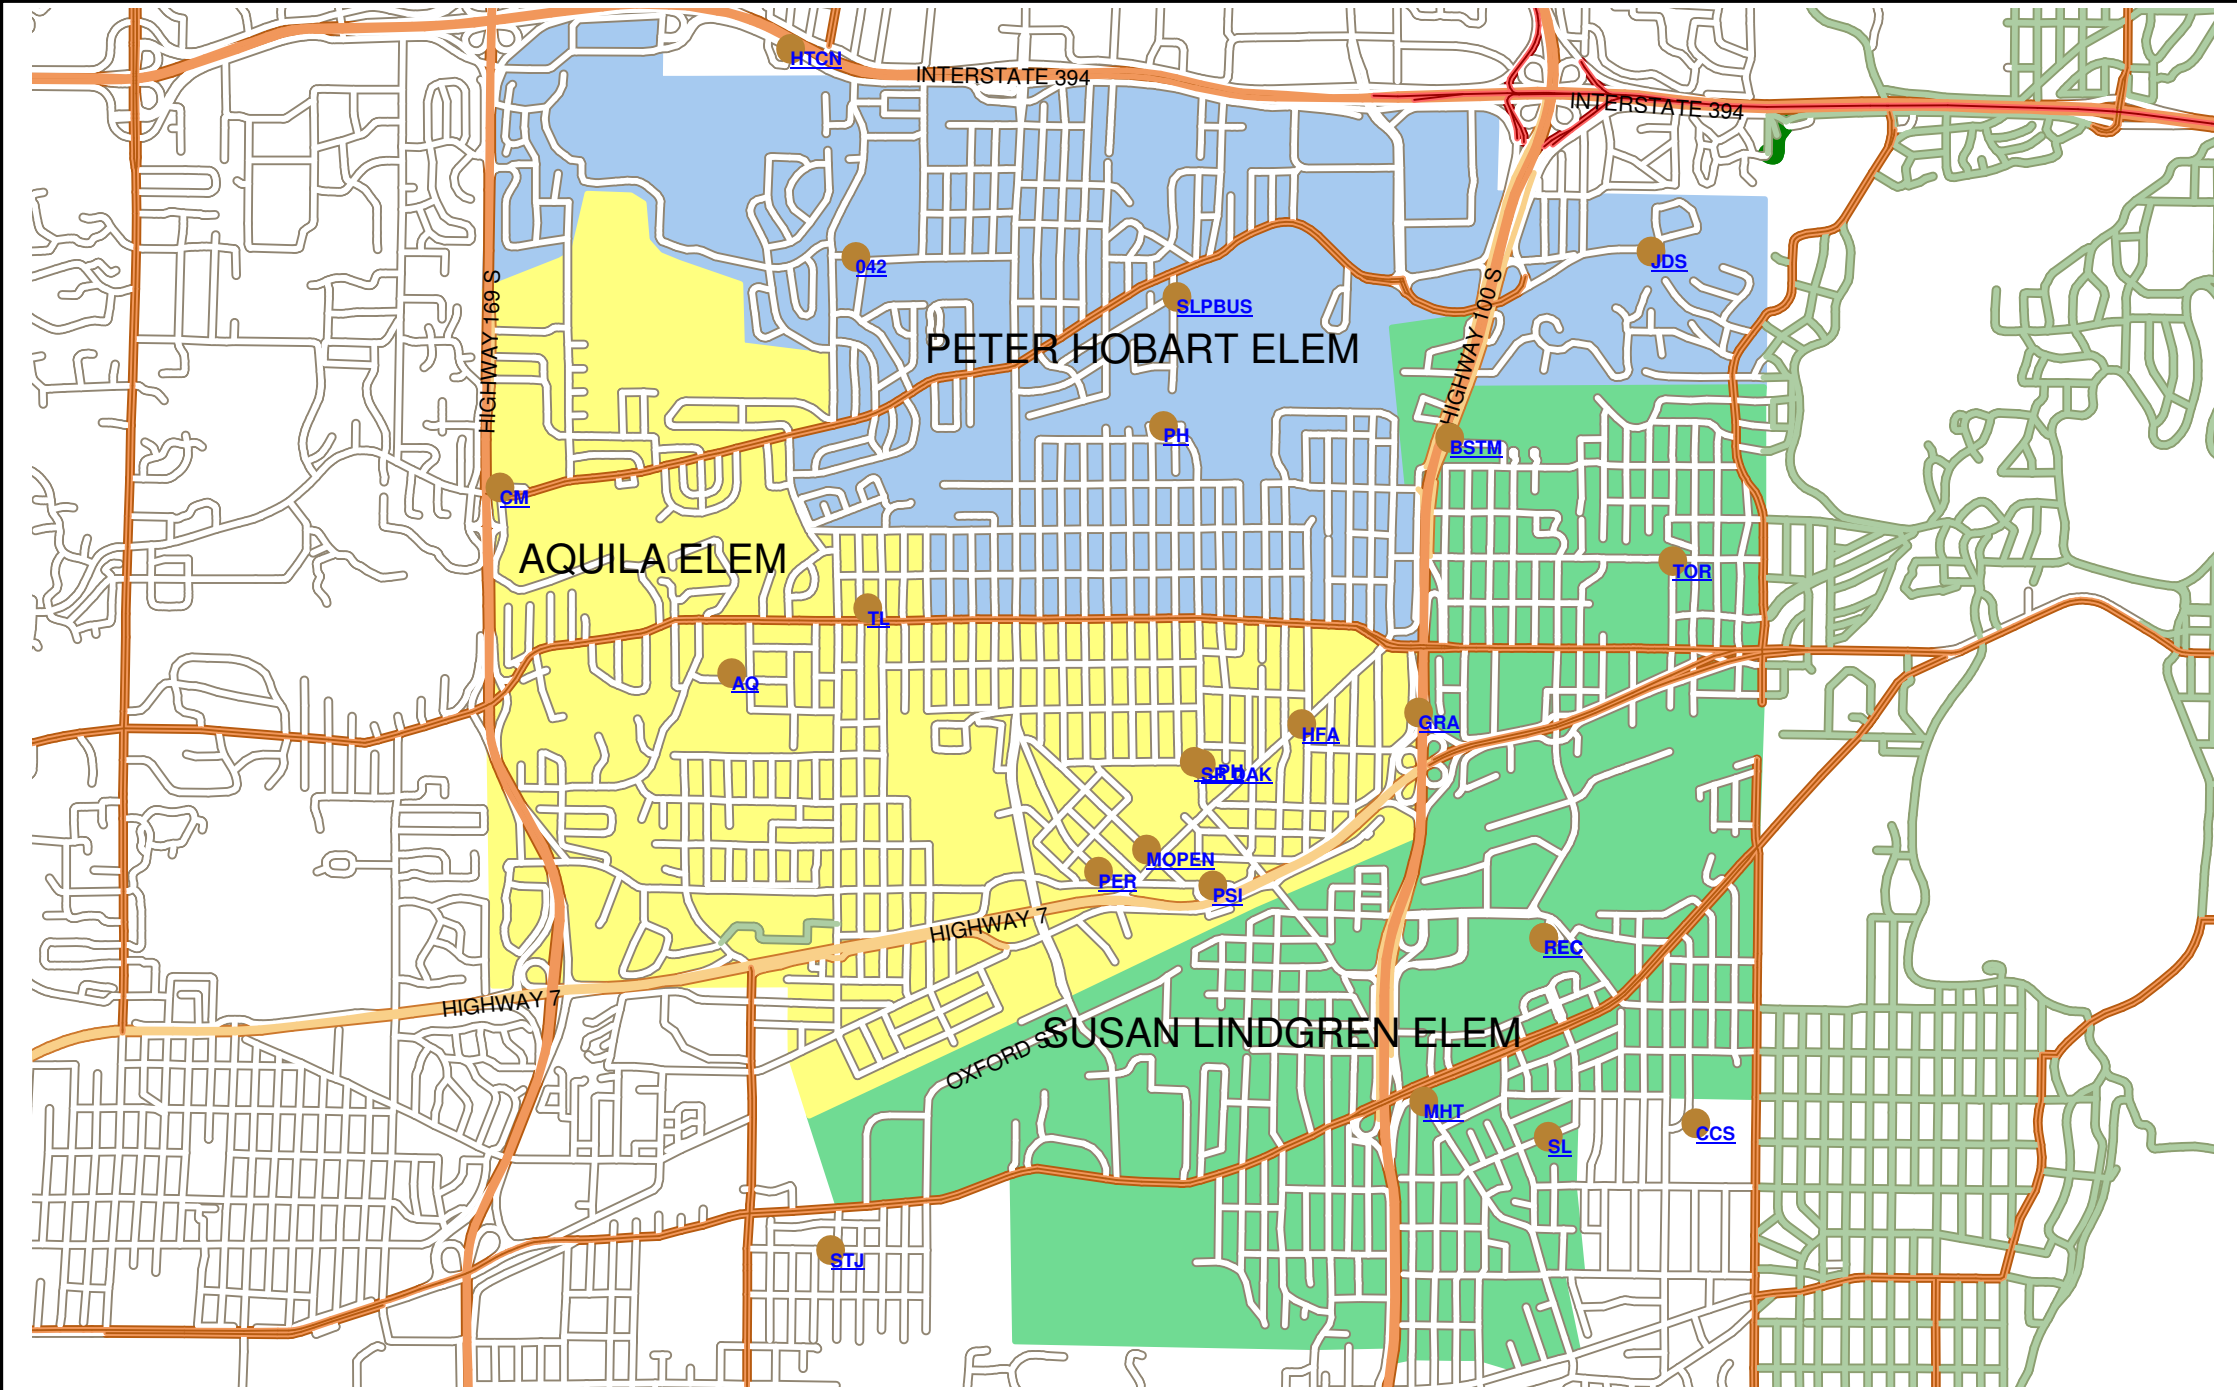 HTCN
INTERSTATE 394
INTERSTATE 394
042
JDS
SLPBUS
HIGHWAY 169 S
HIGHWAY 100 S
PETER HOBART ELEM
PH
BSTM
CM
AQUILA ELEM
TOR
TL
AQ
GRA
HFA
OAK
MOPEN
PER
PSI
HIGHWAY 7
REC
HIGHWAY 7
SUSAN LINDGREN ELEM
OXFORD ST
MHT
CCS
SL
STJ